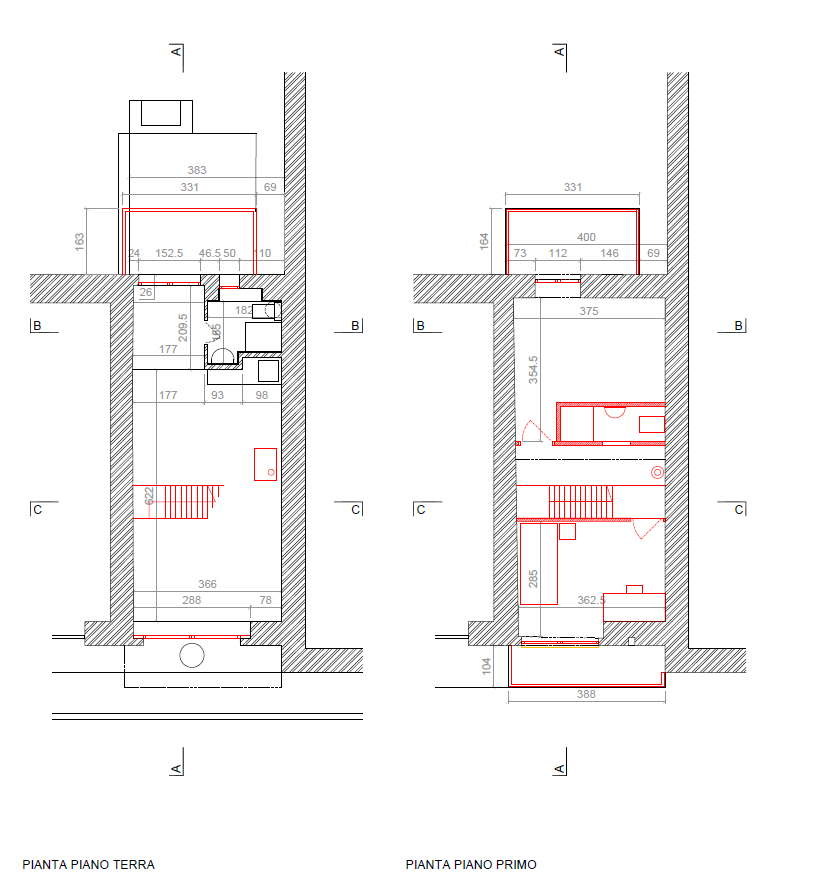 A
A
383
331
69
331
163
164
400
24
152.5
46.5
50
110
73
112
146
69
26
182
375
B
B
B
B
209.5
165
177
354.5
177
93
98
622
C
C
C
C
285
366
362.5
288
78
104
388
A
A
PIANTA PIANO TERRA
PIANTA PIANO PRIMO